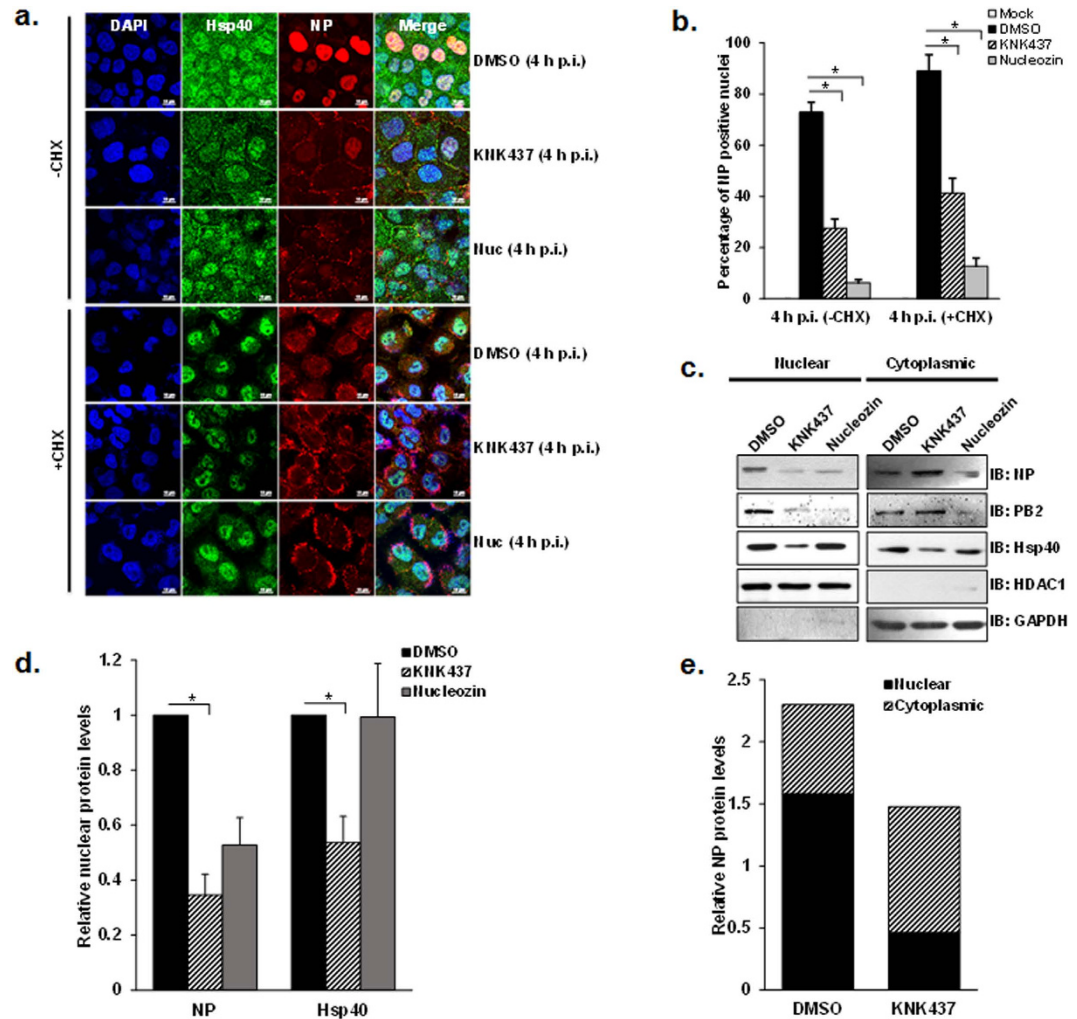 a.
DAPI Hsp40 NP Merge
-CHX
DMSO (4 h p.i.)
KNK437 (4 h p.i.)
Nuc (4 h p.i.)
+CHX
DMSO (4 h p.i.)
KNK437 (4 h p.i.)
Nuc (4 h p.i.)
b.
Mock
DMSO
KNK437
Nucleozin
Percentage of NP positive nuclei
100
80
60
40
20
0
* * * *
4 h p.i. (-CHX) 4 h p.i. (+CHX)
c.
Nuclear Cytoplasmic
DMSO KNK437 Nucleozin DMSO KNK437 Nucleozin
IB: NP
IB: PB2
IB: Hsp40
IB: HDAC1
IB: GAPDH
d.
DMSO
KNK437
Nucleozin
Relative nuclear protein levels
1.2
1
0.8
0.6
0.4
0.2
0
* *
NP Hsp40
e.
Nuclear
Cytoplasmic
Relative NP protein levels
2.5
2
1.5
1
0.5
0
DMSO KNK437